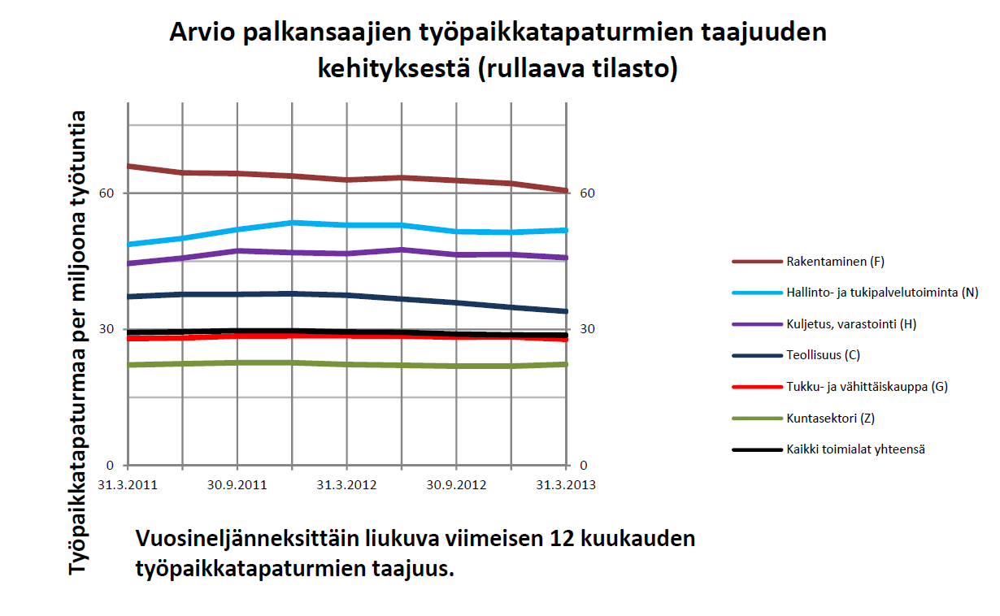 Arvio palkansaajien työpaikkatapaturmien taajuuden
kehityksestä (rullaava tilasto)
Työpaikkatapaturmaa per miljoona työtuntia
60
30
0
60
30
0
31.3.2011
30.9.2011
31.3.2012
30.9.2012
31.3.2013
Rakentaminen (F)
Hallinto- ja tukipalvelutoiminta (N)
Kuljetus, varastointi (H)
Teollisuus (C)
Tukku- ja vähittäiskauppa (G)
Kuntasektori (Z)
Kaikki toimialat yhteensä
Vuosineljänneksittäin liukuva viimeisen 12 kuukauden
työpaikkatapaturmien taajuus.